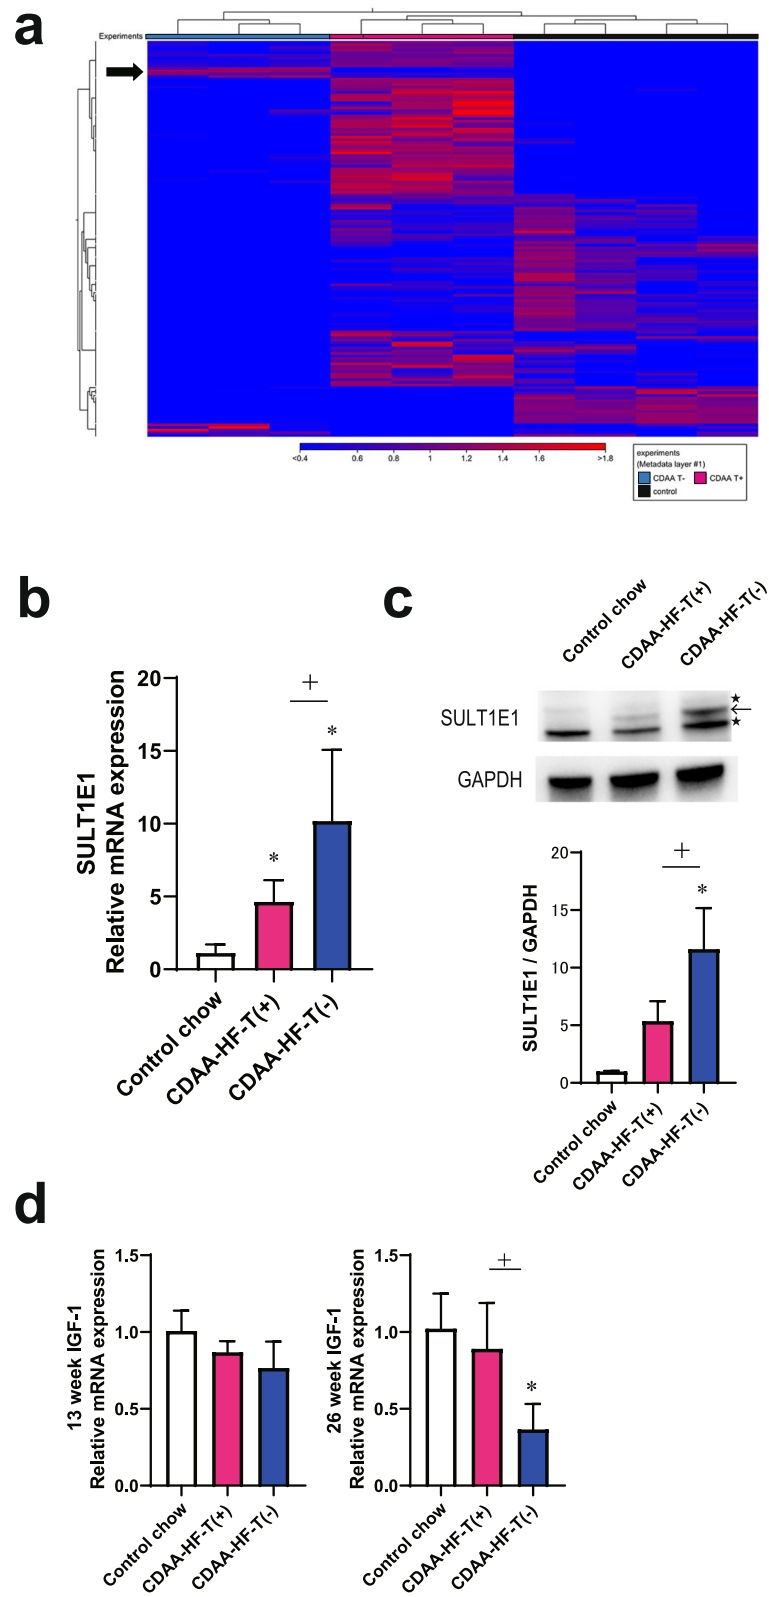 a
Experiments
<0.4 0.6 0.8 1 1.2 1.4 1.6 >1.8
experiments
(Metadata layer #1)
CDAA T- CDAA T+
control
b
SULT1E1
Relative mRNA expression
20
15
10
5
0
+
*
*
Control chow
CDAA-HF-T(+)
CDAA-HF-T(-)
c
Control chow
CDAA-HF-T(+)
CDAA-HF-T(-)
SULT1E1
★
←
★
GAPDH
SULT1E1 / GAPDH
20
15
10
5
0
+
*
Control chow
CDAA-HF-T(+)
CDAA-HF-T(-)
d
13 week IGF-1
Relative mRNA expression
1.5
1.0
0.5
0.0
Control chow
CDAA-HF-T(+)
CDAA-HF-T(-)
26 week IGF-1
Relative mRNA expression
1.5
1.0
0.5
0.0
+
*
Control chow
CDAA-HF-T(+)
CDAA-HF-T(-)